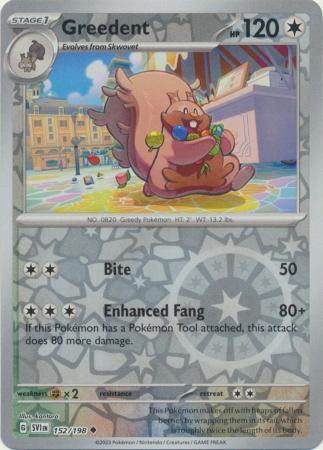 STAGE 1
Greedent
HP 120
Evolves from Skwovet
NO. 0820 Greedy Pokémon HT: 2' WT: 13.2 lbs.
Bite 50
Enhanced Fang 80+
If this Pokémon has a Pokémon Tool attached, this attack
does 80 more damage.
weakness ×2 resistance retreat
Illus. kantaro
G SVI EN 152/198
This Pokémon makes off with heaps of fallen
berries by wrapping them in its tail, which
is roughly twice the length of its body.
©2023 Pokémon / Nintendo / Creatures / GAME FREAK